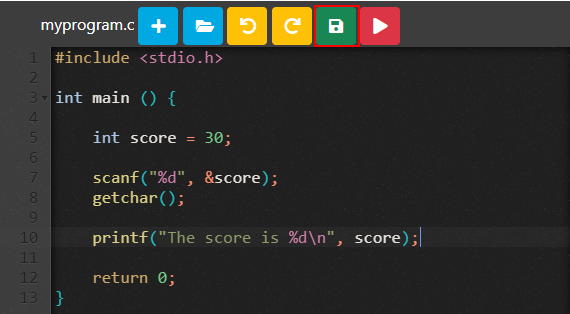 myprogram.c
1 #include <stdio.h>
2
3 int main () {
4
5     int score = 30;
6
7     scanf("%d", &score);
8     getchar();
9
10     printf("The score is %d\n", score);
11
12     return 0;
13 }